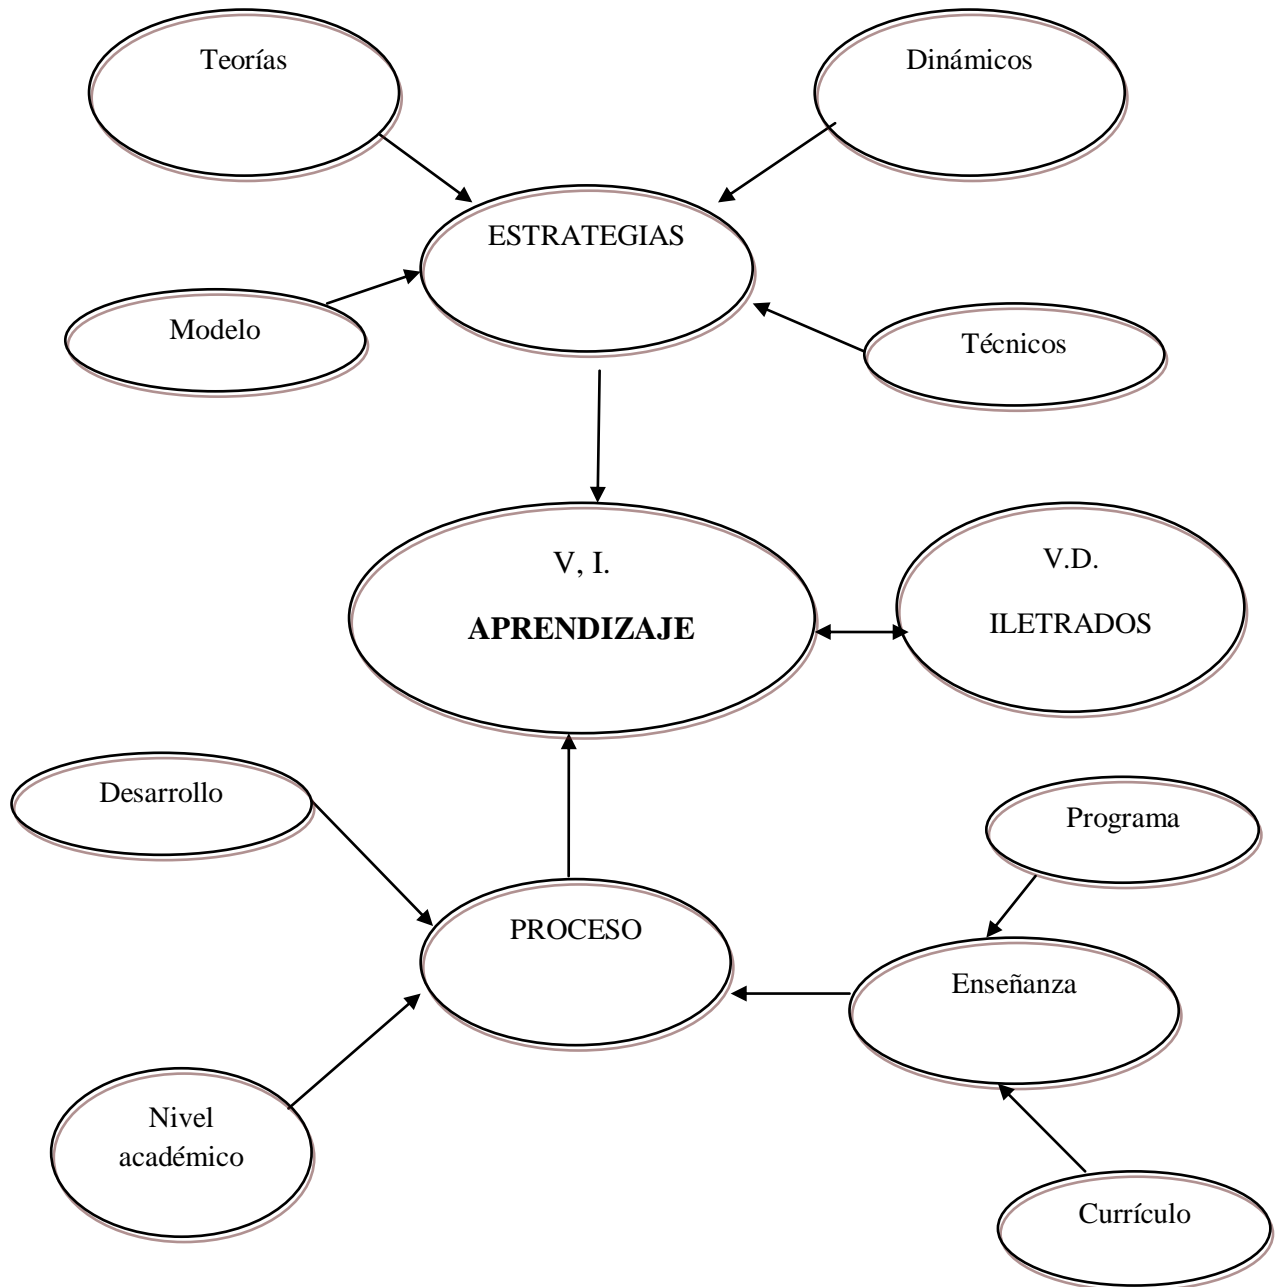 Teorías
Dinámicos
ESTRATEGIAS
Modelo
Técnicos
V, I.
APRENDIZAJE
V.D.
ILETRADOS
Desarrollo
Programa
PROCESO
Enseñanza
Nivel
académico
Currículo